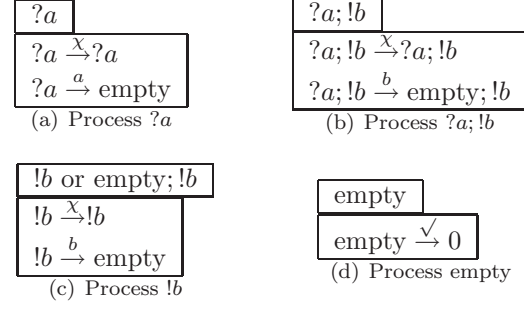 ?a
?a →χ ?a
?a →a empty
(a) Process ?a
?a; !b
?a; !b →χ ?a; !b
?a; !b →b empty; !b
(b) Process ?a; !b
!b or empty; !b
!b →χ !b
!b →b empty
(c) Process !b
empty
empty →√ 0
(d) Process empty